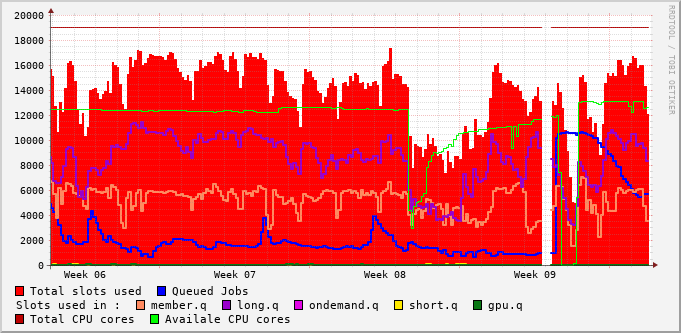 20000
18000
16000
14000
12000
10000
8000
6000
4000
2000
0
Week 06 Week 07 Week 08 Week 09
RRDTOOL / TOBI OETIKER
Total slots used Queued Jobs
Slots used in : member.q long.q ondemand.q short.q gpu.q
Total CPU cores Availale CPU cores